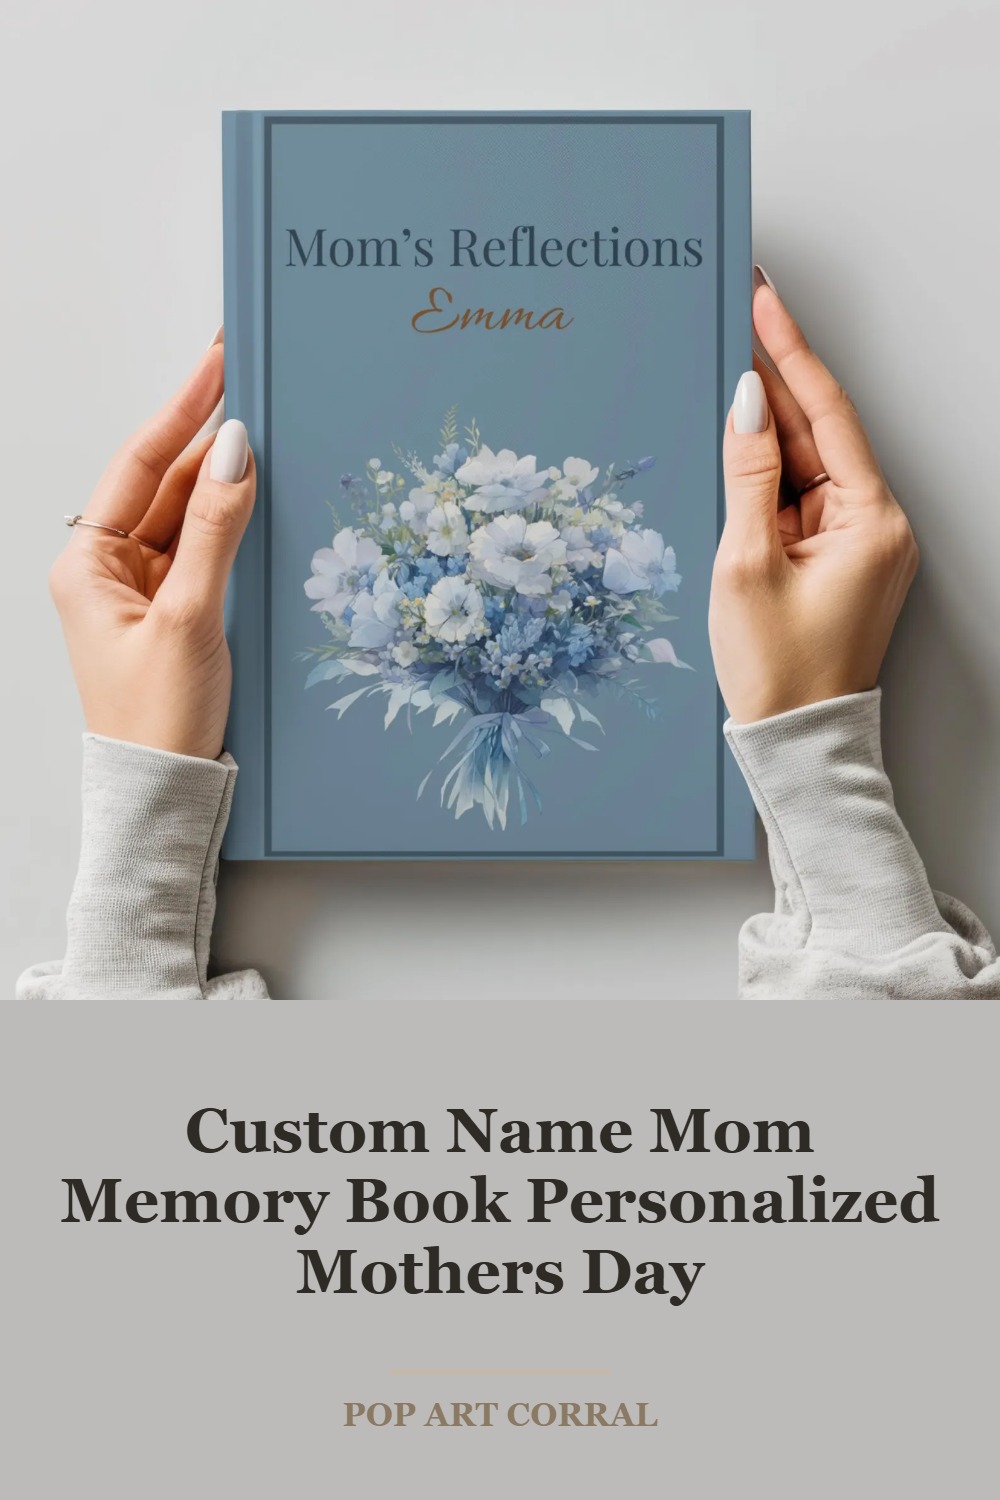 Mom’s Reflections
Emma
Custom Name Mom
Memory Book Personalized
Mothers Day
POP ART CORRAL